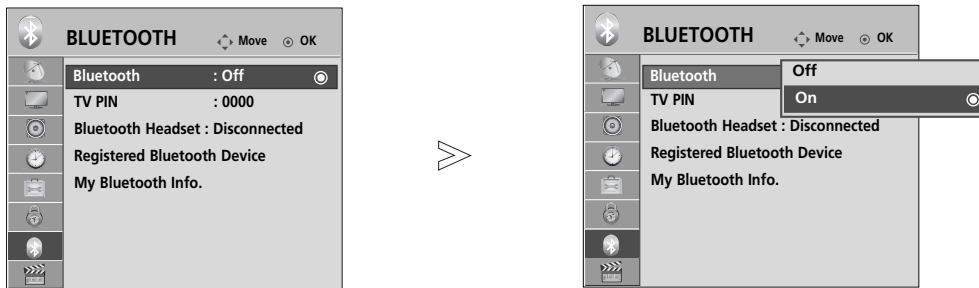 BLUETOOTH Move OK
Bluetooth : Off
TV PIN : 0000
Bluetooth Headset : Disconnected
Registered Bluetooth Device
My Bluetooth Info.
BLUETOOTH Move OK
Bluetooth Off
On
TV PIN
Bluetooth Headset : Disconnected
Registered Bluetooth Device
My Bluetooth Info.